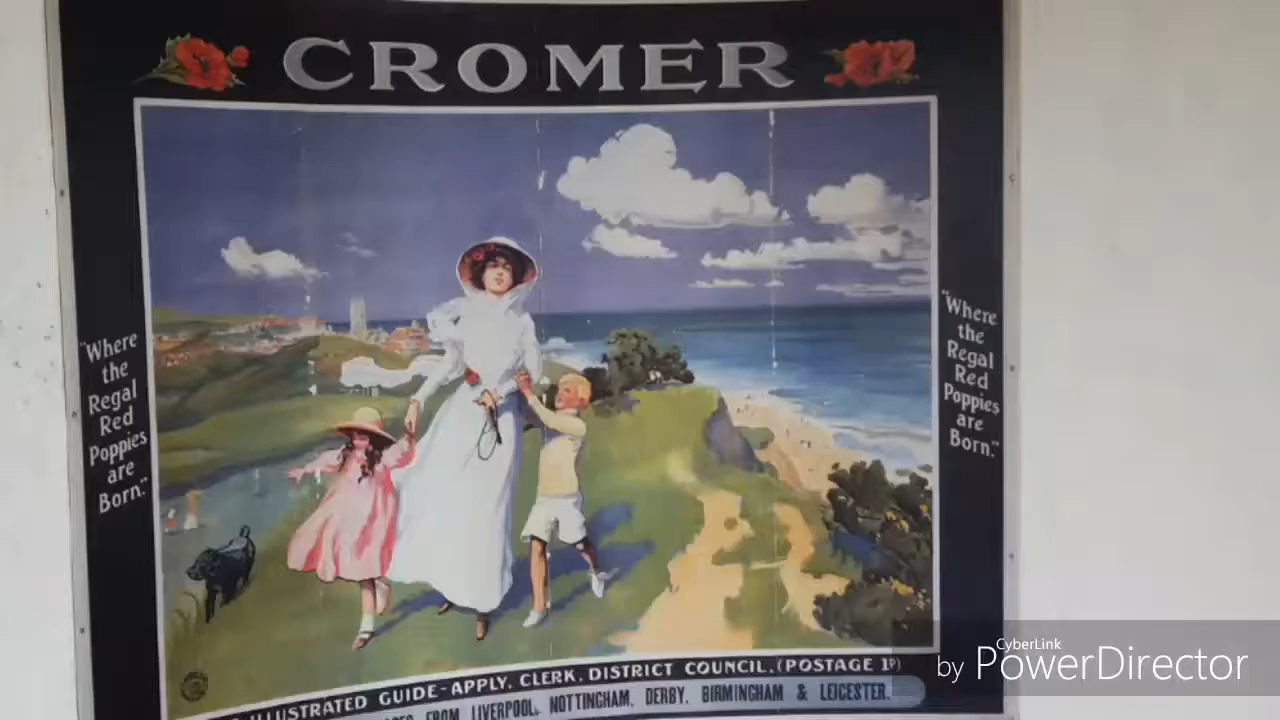 CROMER
"Where
the
Regal
Red
Poppies
are
Born."
"Where
the
Regal
Red
Poppies
are
Born."
ILLUSTRATED GUIDE-APPLY, CLERK, DISTRICT COUNCIL, (POSTAGE 1D)
FROM LIVERPOOL, NOTTINGHAM, DERBY, BIRMINGHAM & LEICESTER.
CyberLink
by PowerDirector